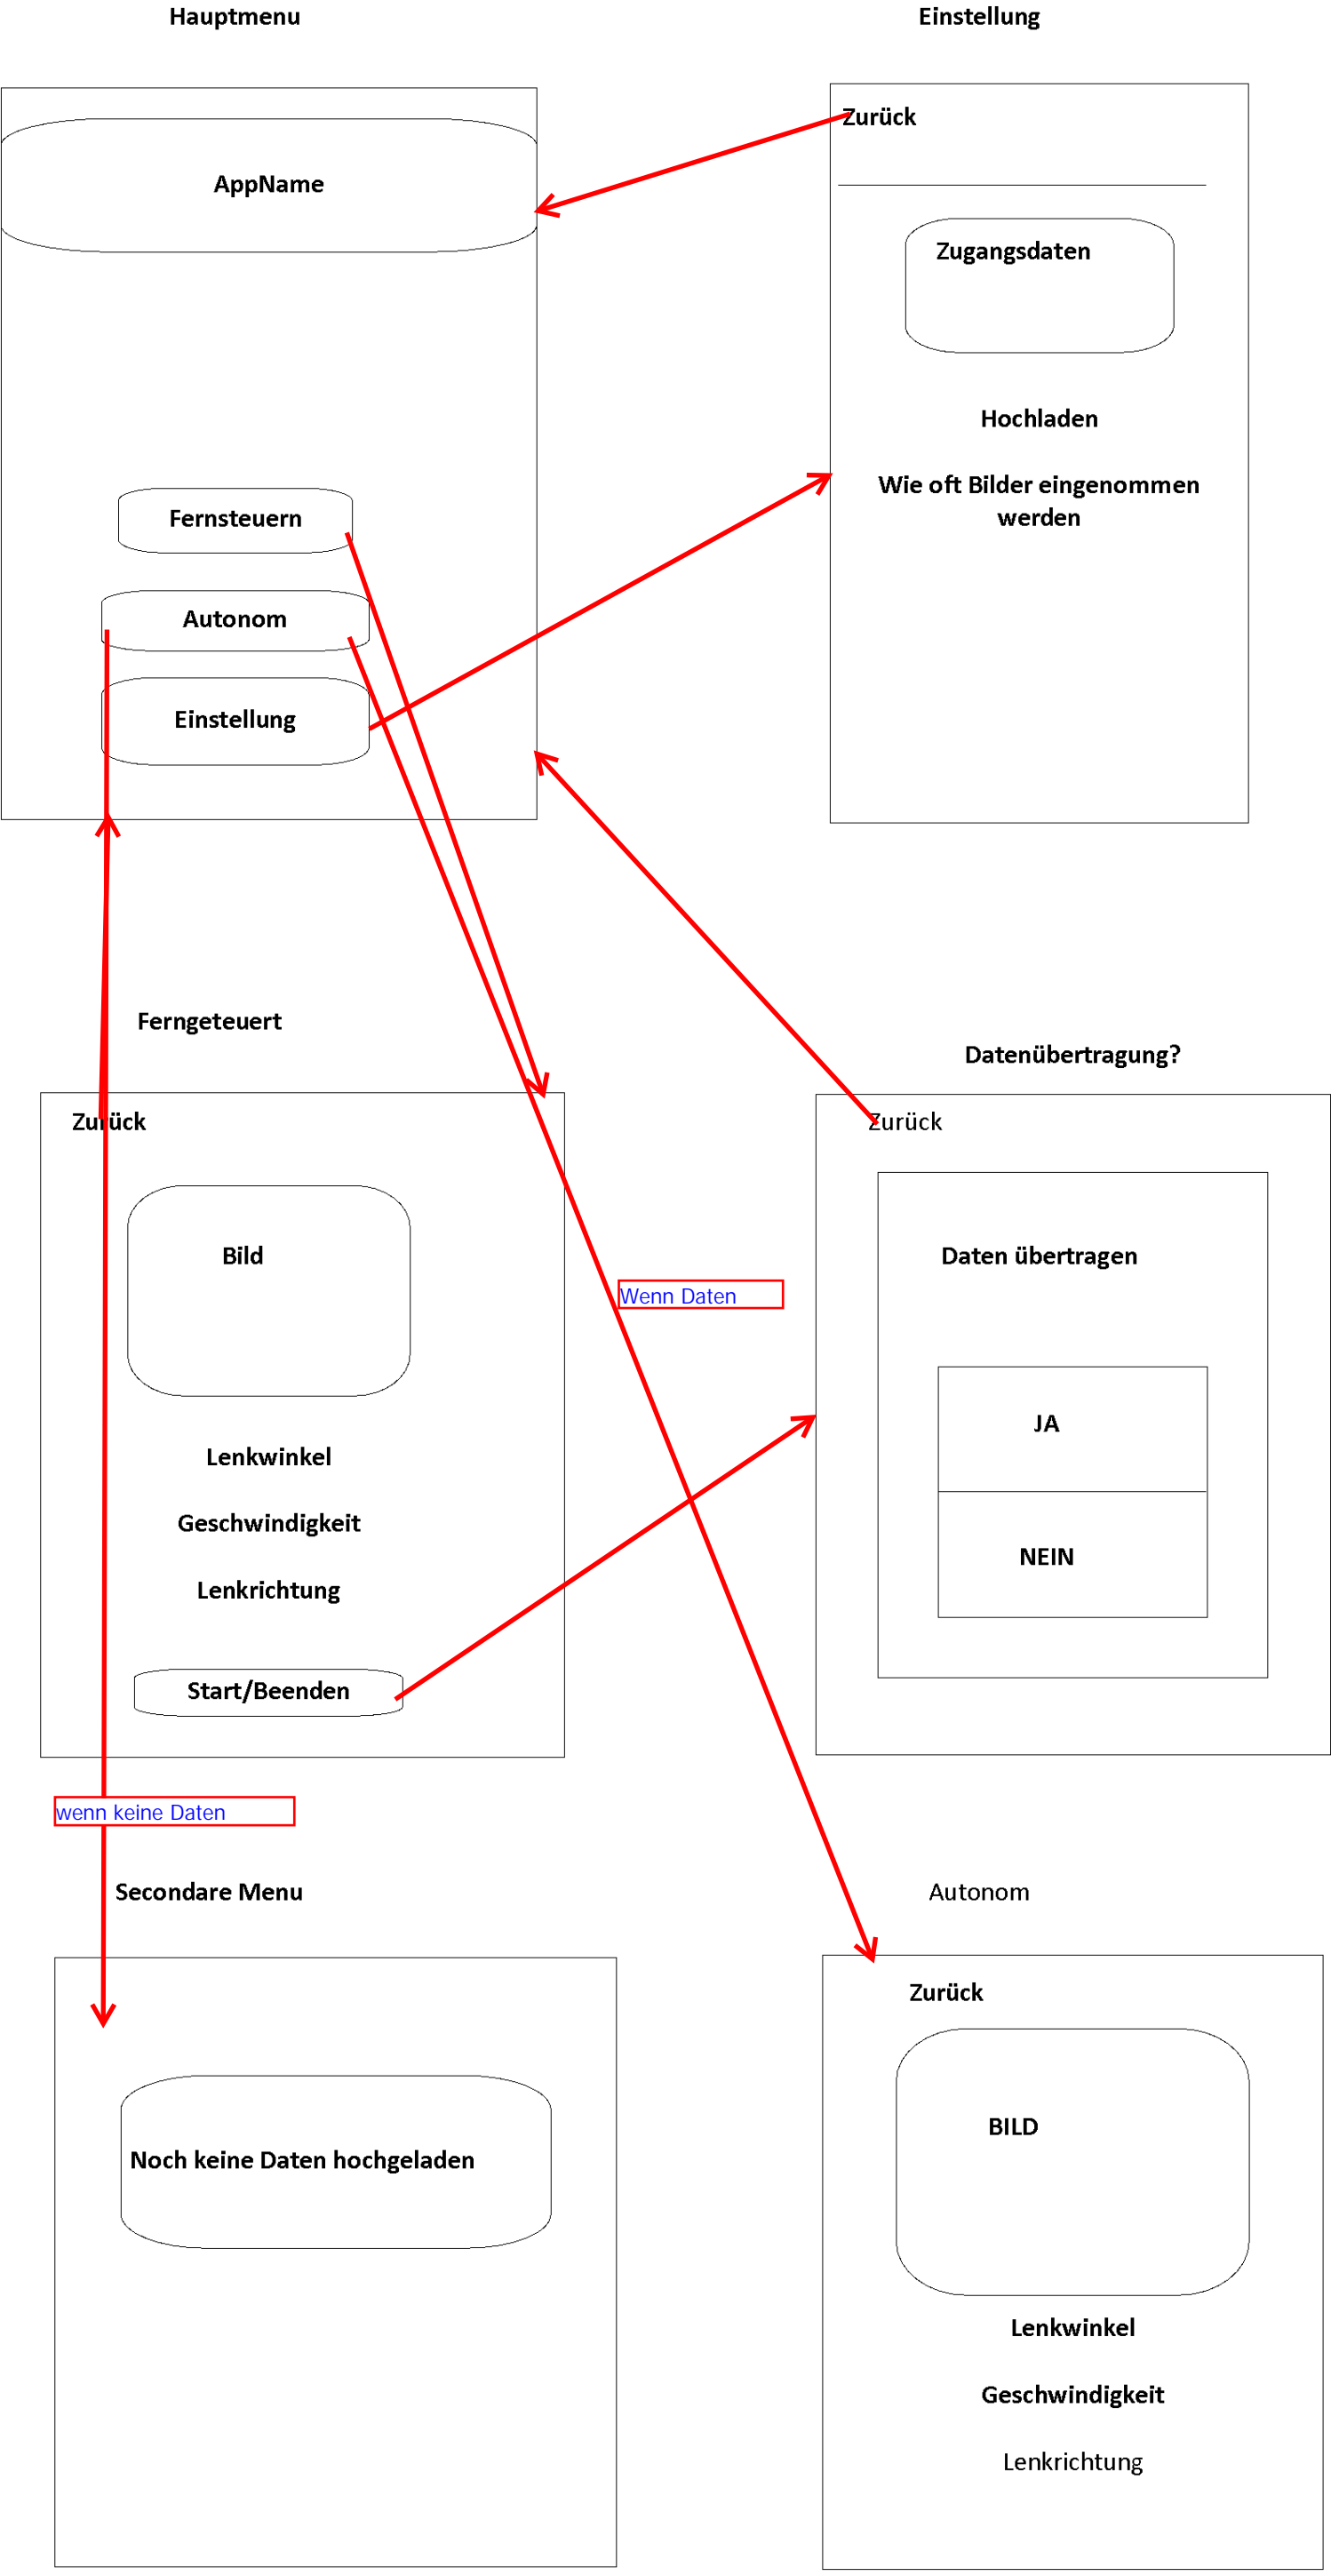 Hauptmenu
Einstellung
AppName
Fernsteuern
Autonom
Einstellung
Zurück
Zugangsdaten
Hochladen
Wie oft Bilder eingenommen
werden
Ferngeteuert
Zurück
Bild
Lenkwinkel
Geschwindigkeit
Lenkrichtung
Start/Beenden
Wenn Daten
Datenübertragung?
Zurück
Daten übertragen
JA
NEIN
wenn keine Daten
Secondare Menu
Noch keine Daten hochgeladen
Autonom
Zurück
BILD
Lenkwinkel
Geschwindigkeit
Lenkrichtung